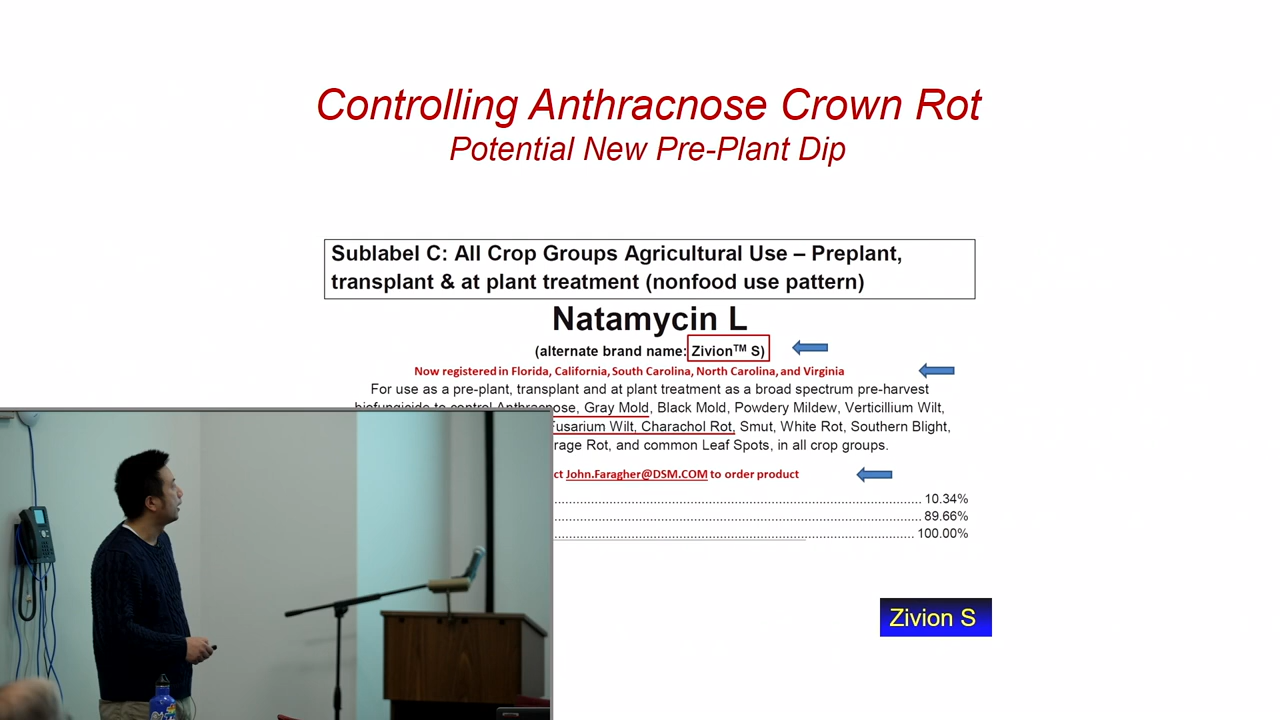 Controlling Anthracnose Crown Rot
Potential New Pre-Plant Dip
Sublabel C: All Crop Groups Agricultural Use – Preplant,
transplant & at plant treatment (nonfood use pattern)
Natamycin L
(alternate brand name: Zivion™ S)
Now registered in Florida, California, South Carolina, North Carolina, and Virginia
For use as a pre-plant, transplant and at plant treatment as a broad spectrum pre-harvest
biofungicide to control Anthracnose, Gray Mold, Black Mold, Powdery Mildew, Verticillium Wilt,
Fusarium Wilt, Charachol Rot, Smut, White Rot, Southern Blight,
Rot, and common Leaf Spots, in all crop groups.
John.Faragher@DSM.COM to order product
10.34%
89.66%
100.00%
Zivion S